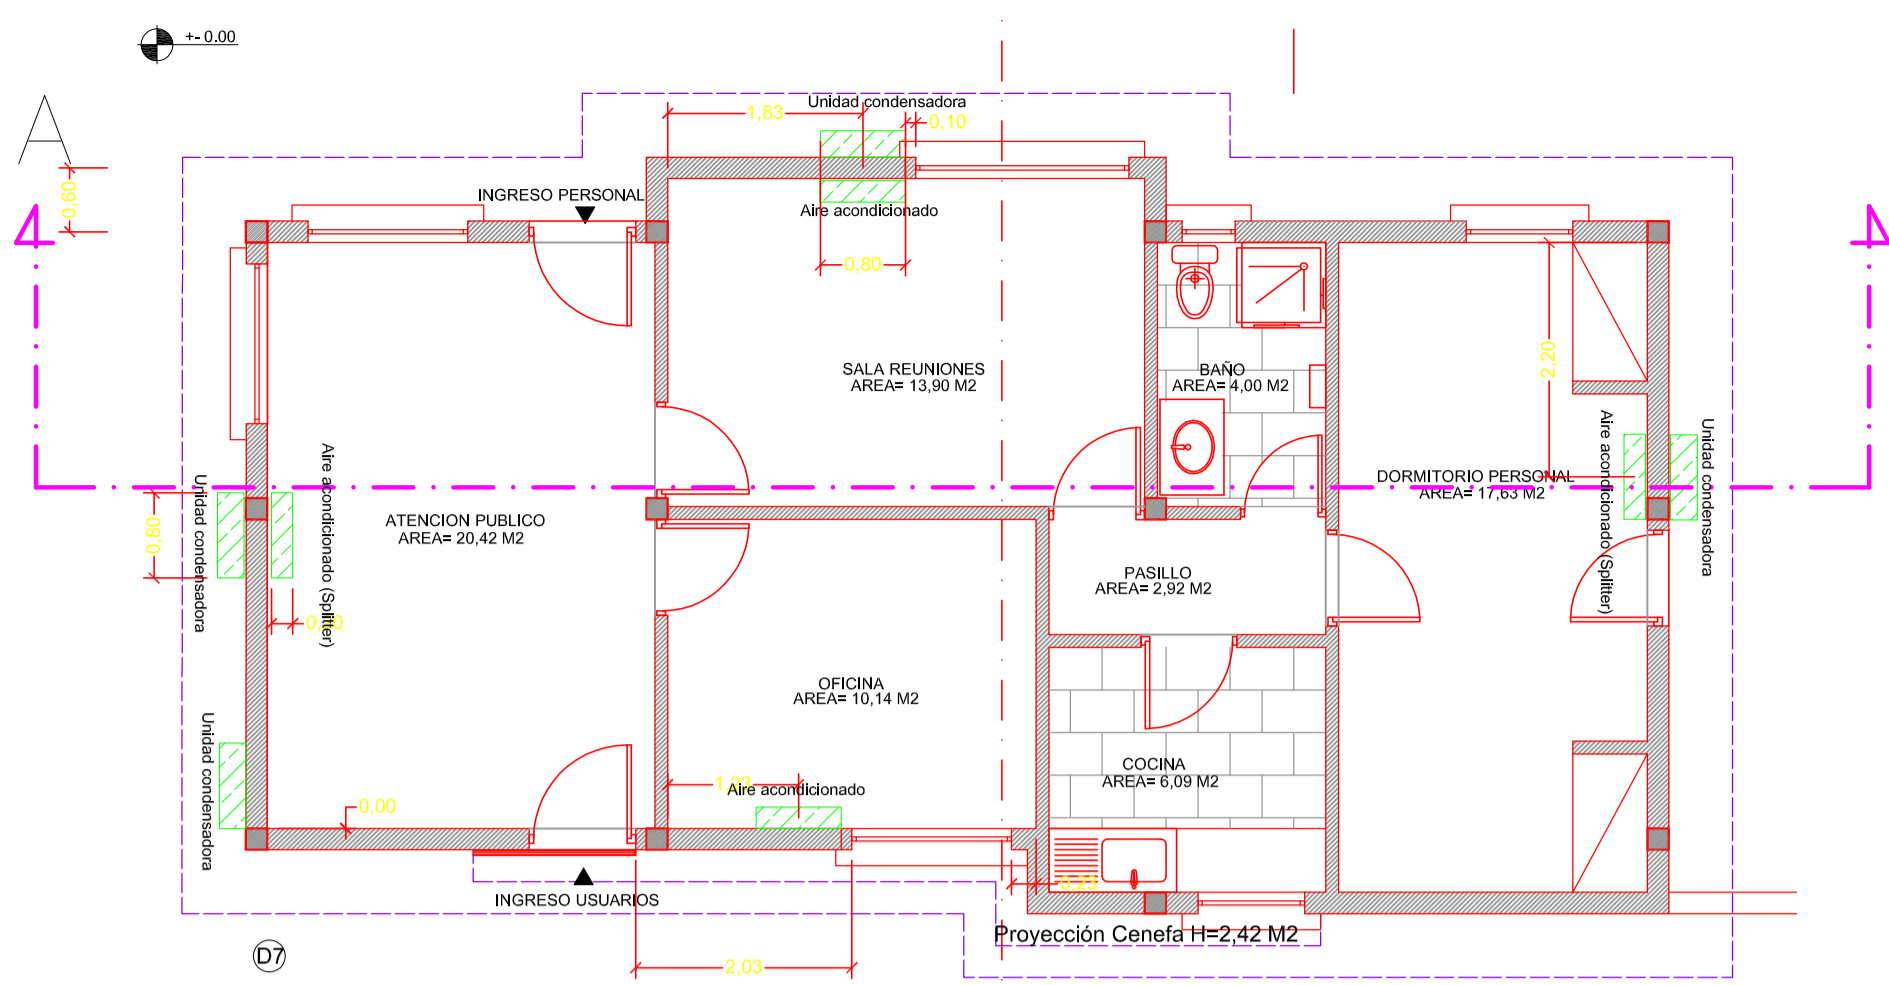 +- 0.00
A
Unidad condensadora
1,83
0,10
0,60
INGRESO PERSONAL
Aire acondicionado
0,80
SALA REUNIONES
AREA= 13,90 M2
BAÑO
AREA= 4,00 M2
2,20
Aire acondicionado (Splitter)
Unidad condensadora
DORMITORIO PERSONAL
AREA= 17,63 M2
Unidad condensadora
0,80
Aire acondicionado (Splitter)
ATENCION PUBLICO
AREA= 20,42 M2
PASILLO
AREA= 2,92 M2
OFICINA
AREA= 10,14 M2
Unidad condensadora
COCINA
AREA= 6,09 M2
1,23
Aire acondicionado
0,00
0,23
INGRESO USUARIOS
Proyección Cenefa H=2,42 M2
D7
2,03